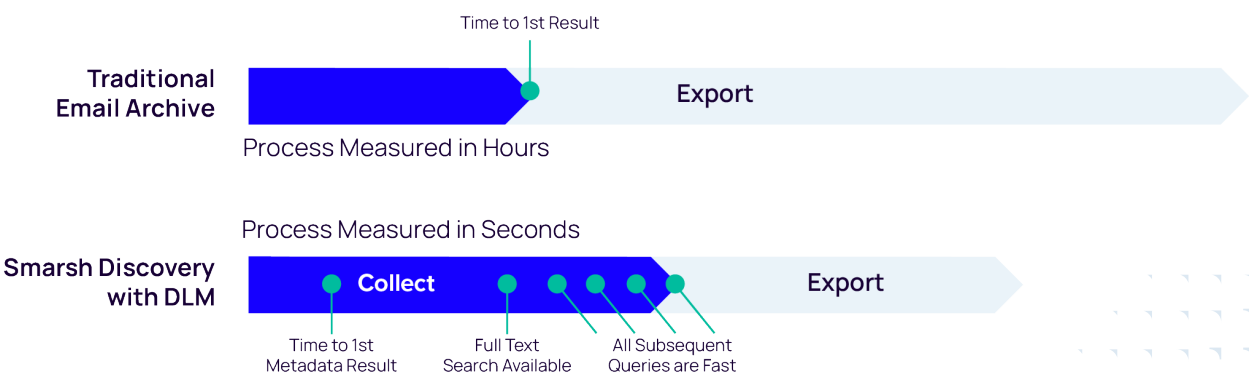 Time to 1st Result
Traditional
Email Archive
Export
Process Measured in Hours
Process Measured in Seconds
Smarsh Discovery
with DLM
Collect
Export
Time to 1st
Metadata Result
Full Text
Search Available
All Subsequent
Queries are Fast